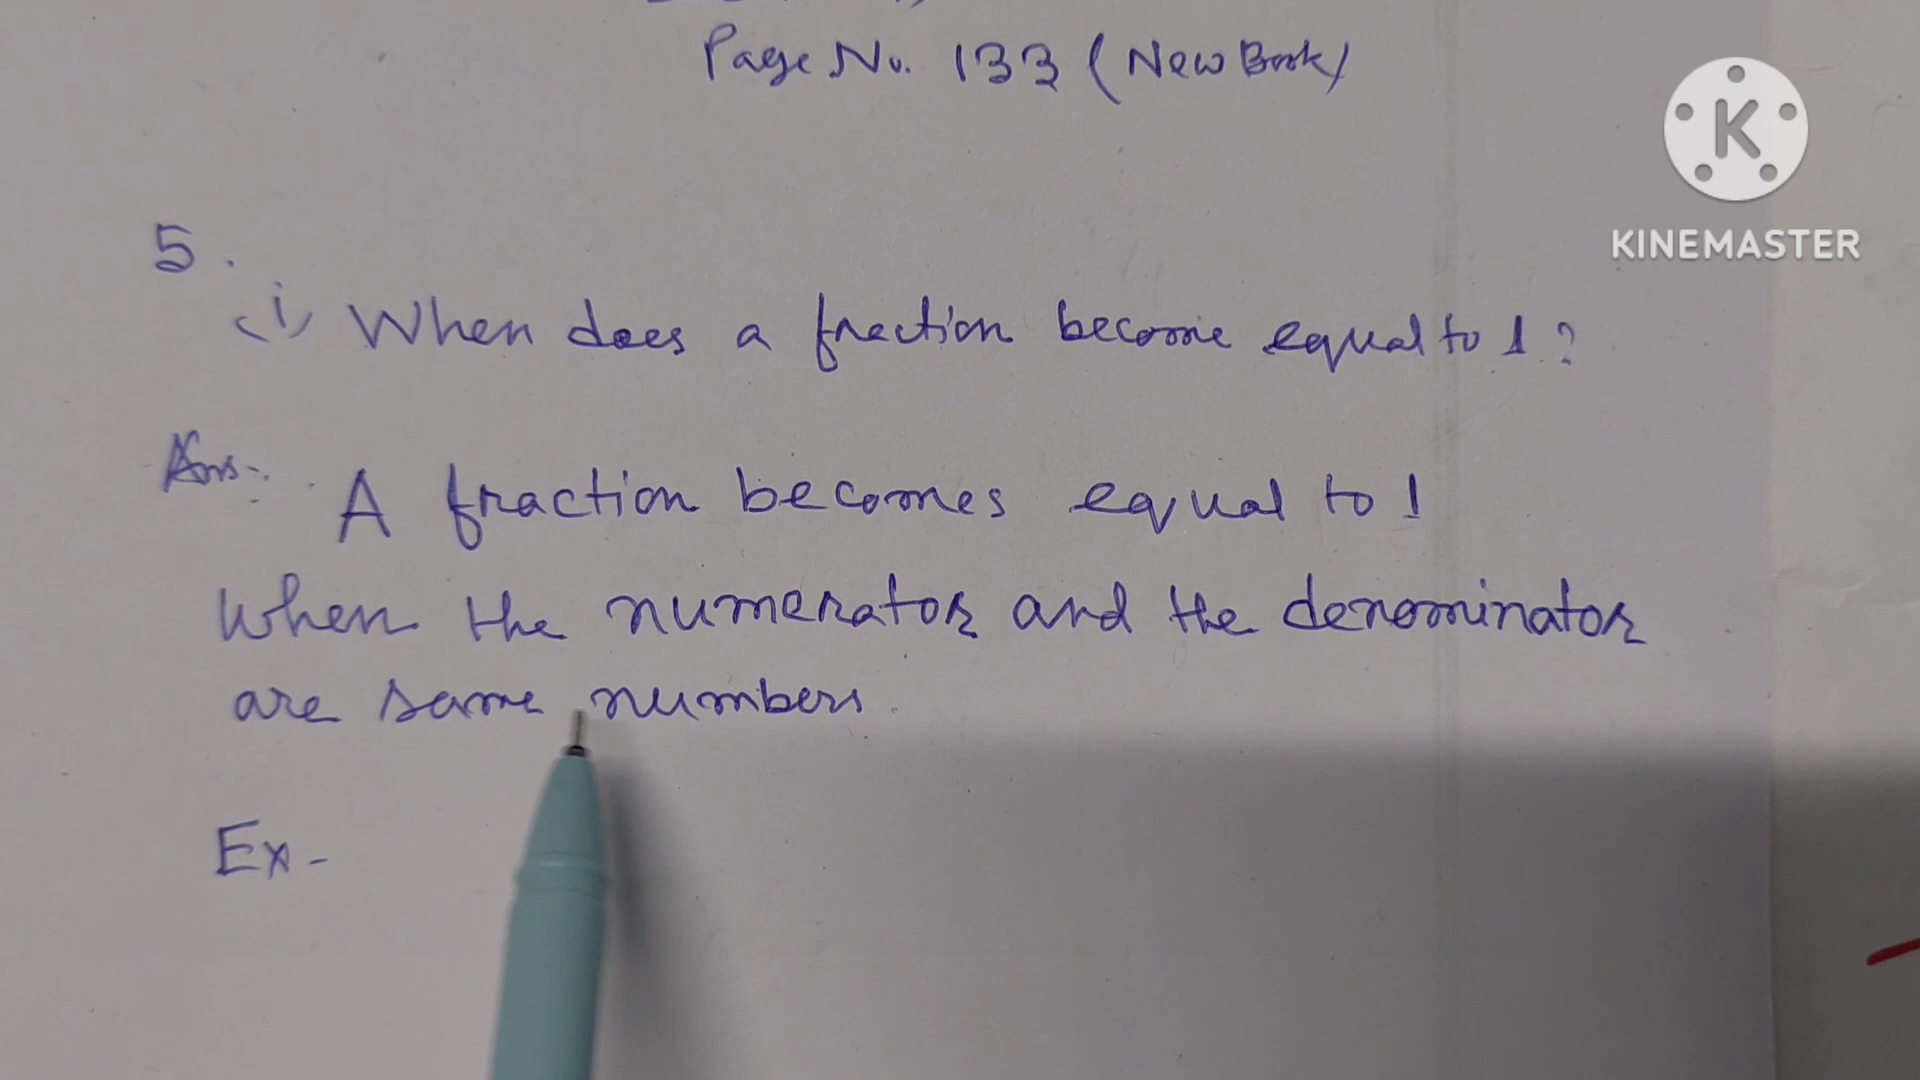 Page No. 133 (New Book)
K
KINEMASTER
5.
(i) When does a fraction become equal to 1?
Ans:. A fraction becomes equal to 1
when the numerator and the denominator
are same numbers.
Ex-